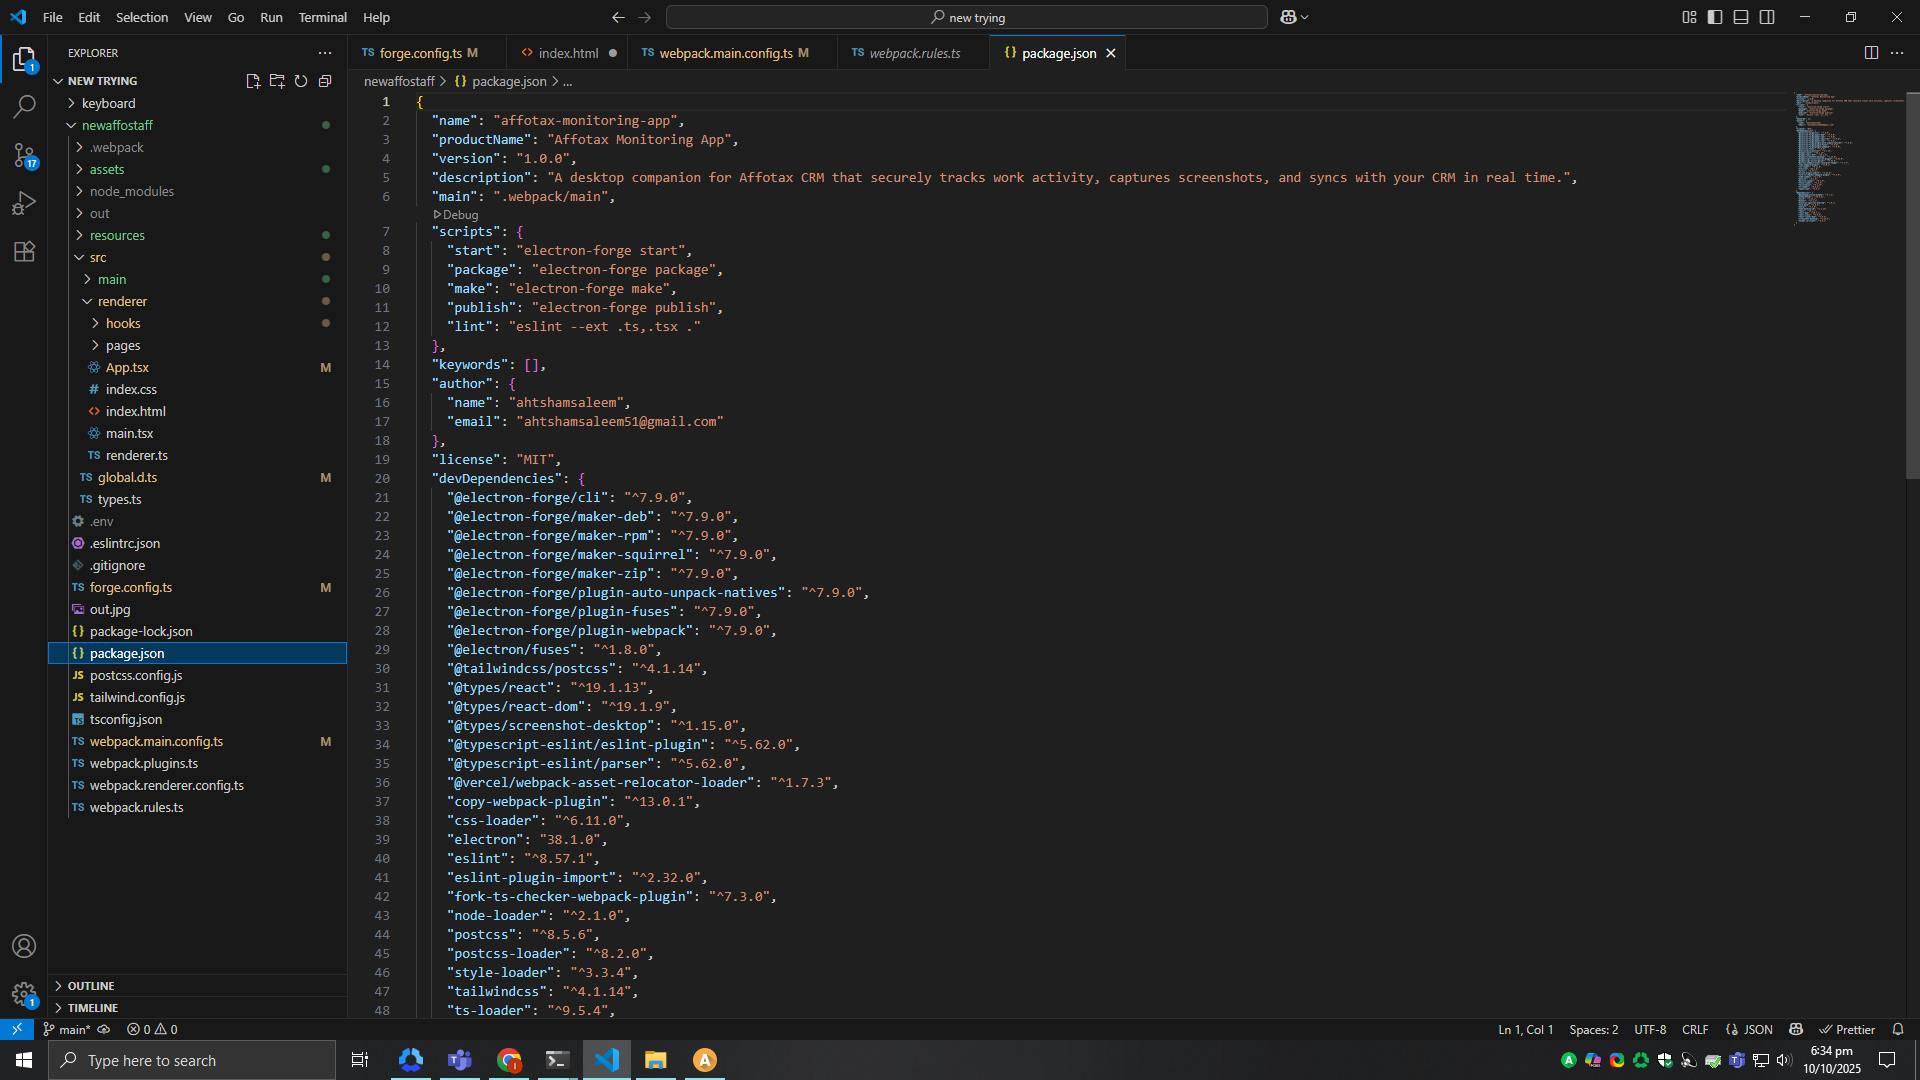 File Edit Selection View Go Run Terminal Help
new trying
EXPLORER
NEW TRYING
keyboard
newaffostaff
.webpack
assets
node_modules
out
resources
src
main
renderer
hooks
pages
App.tsx M
index.css
index.html
main.tsx
renderer.ts
global.d.ts M
types.ts
.env
.eslintrc.json
.gitignore
forge.config.ts M
out.jpg
package-lock.json
package.json
postcss.config.js
tailwind.config.js
tsconfig.json
webpack.main.config.ts M
webpack.plugins.ts
webpack.renderer.config.ts
webpack.rules.ts
OUTLINE
TIMELINE
forge.config.ts M index.html webpack.main.config.ts M webpack.rules.ts package.json
newaffostaff > package.json > ...
1 {
2 "name": "affotax-monitoring-app",
3 "productName": "Affotax Monitoring App",
4 "version": "1.0.0",
5 "description": "A desktop companion for Affotax CRM that securely tracks work activity, captures screenshots, and syncs with your CRM in real time.",
6 "main": ".webpack/main",
Debug
7 "scripts": {
8 "start": "electron-forge start",
9 "package": "electron-forge package",
10 "make": "electron-forge make",
11 "publish": "electron-forge publish",
12 "lint": "eslint --ext .ts,.tsx ."
13 },
14 "keywords": [],
15 "author": {
16 "name": "ahtshamsaleem",
17 "email": "ahtshamsaleem51@gmail.com"
18 },
19 "license": "MIT",
20 "devDependencies": {
21 "@electron-forge/cli": "^7.9.0",
22 "@electron-forge/maker-deb": "^7.9.0",
23 "@electron-forge/maker-rpm": "^7.9.0",
24 "@electron-forge/maker-squirrel": "^7.9.0",
25 "@electron-forge/maker-zip": "^7.9.0",
26 "@electron-forge/plugin-auto-unpack-natives": "^7.9.0",
27 "@electron-forge/plugin-fuses": "^7.9.0",
28 "@electron-forge/plugin-webpack": "^7.9.0",
29 "@electron/fuses": "^1.8.0",
30 "@tailwindcss/postcss": "^4.1.14",
31 "@types/react": "^19.1.13",
32 "@types/react-dom": "^19.1.9",
33 "@types/screenshot-desktop": "^1.15.0",
34 "@typescript-eslint/eslint-plugin": "^5.62.0",
35 "@typescript-eslint/parser": "^5.62.0",
36 "@vercel/webpack-asset-relocator-loader": "^1.7.3",
37 "copy-webpack-plugin": "^13.0.1",
38 "css-loader": "^6.11.0",
39 "electron": "38.1.0",
40 "eslint": "^8.57.1",
41 "eslint-plugin-import": "^2.32.0",
42 "fork-ts-checker-webpack-plugin": "^7.3.0",
43 "node-loader": "^2.1.0",
44 "postcss": "^8.5.6",
45 "postcss-loader": "^8.2.0",
46 "style-loader": "^3.3.4",
47 "tailwindcss": "^4.1.14",
48 "ts-loader": "^9.5.4",
main* 0 0 Ln 1, Col 1 Spaces: 2 UTF-8 CRLF {} JSON Prettier
Type here to search
6:34 pm
10/10/2025